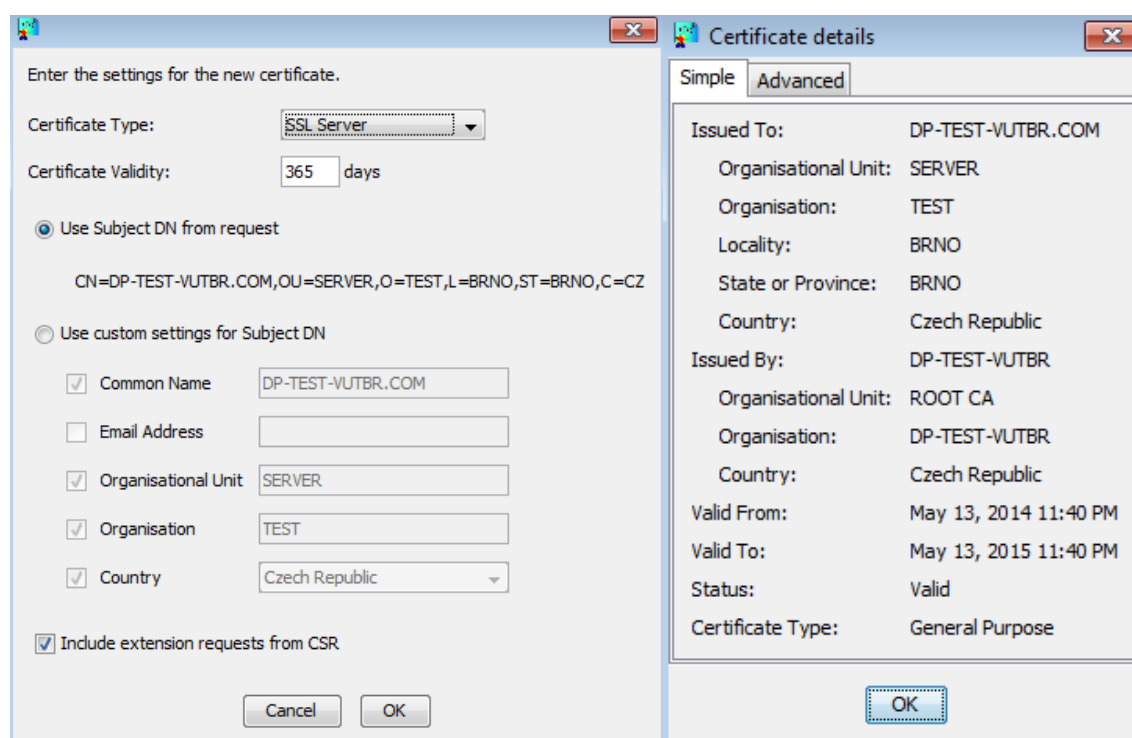 Enter the settings for the new certificate.
Certificate Type: SSL Server
Certificate Validity: 365 days
Use Subject DN from request
CN=DP-TEST-VUTBR.COM,OU=SERVER,O=TEST,L=BRNO,ST=BRNO,C=CZ
Use custom settings for Subject DN
Common Name DP-TEST-VUTBR.COM
Email Address
Organisational Unit SERVER
Organisation TEST
Country Czech Republic
Include extension requests from CSR
Cancel OK
Certificate details
Simple Advanced
Issued To: DP-TEST-VUTBR.COM
Organisational Unit: SERVER
Organisation: TEST
Locality: BRNO
State or Province: BRNO
Country: Czech Republic
Issued By: DP-TEST-VUTBR
Organisational Unit: ROOT CA
Organisation: DP-TEST-VUTBR
Country: Czech Republic
Valid From: May 13, 2014 11:40 PM
Valid To: May 13, 2015 11:40 PM
Status: Valid
Certificate Type: General Purpose
OK